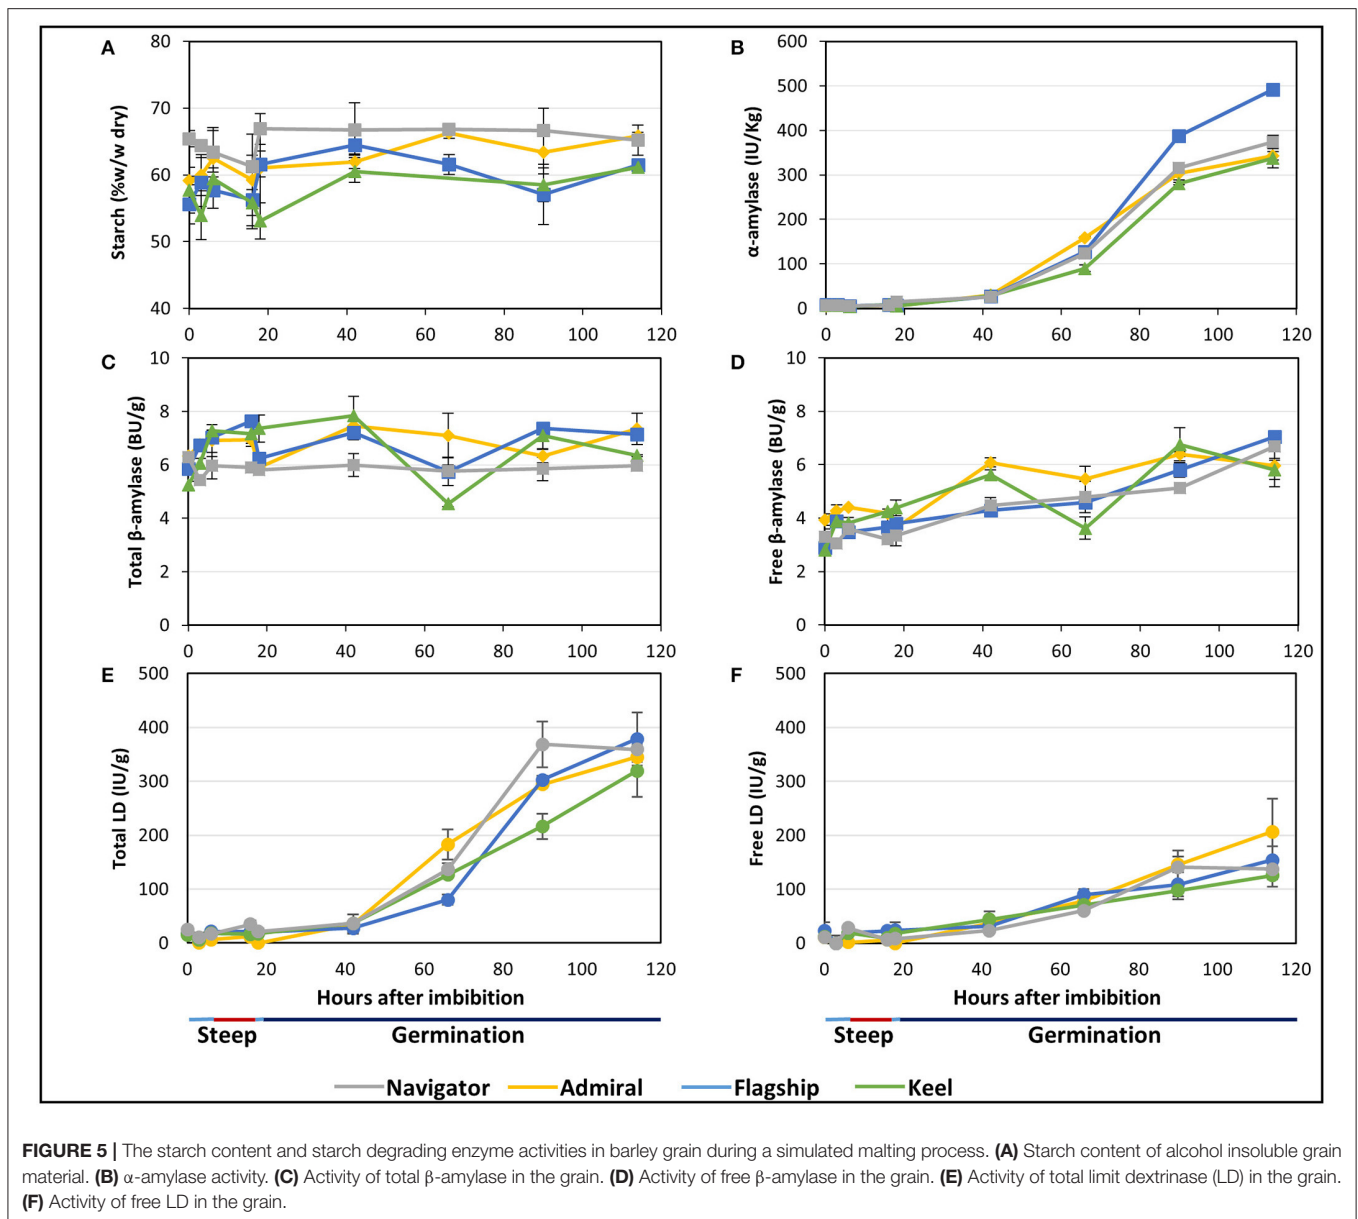 A
80
70
60
50
40
Starch (%w/w dry)
0 20 40 60 80 100 120
B
600
500
400
300
200
100
0
α-amylase (IU/Kg)
0 20 40 60 80 100 120
C
10
8
6
4
2
0
Total β-amylase (BU/g)
0 20 40 60 80 100 120
D
10
8
6
4
2
0
Free β-amylase (BU/g)
0 20 40 60 80 100 120
E
500
400
300
200
100
0
Total LD (IU/g)
0 20 40 60 80 100 120
Hours after imbibition
Steep Germination
F
500
400
300
200
100
0
Free LD (IU/g)
0 20 40 60 80 100 120
Hours after imbibition
Steep Germination
Navigator Admiral Flagship Keel
FIGURE 5 | The starch content and starch degrading enzyme activities in barley grain during a simulated malting process. (A) Starch content of alcohol insoluble grain
material. (B) α-amylase activity. (C) Activity of total β-amylase in the grain. (D) Activity of free β-amylase in the grain. (E) Activity of total limit dextrinase (LD) in the grain.
(F) Activity of free LD in the grain.